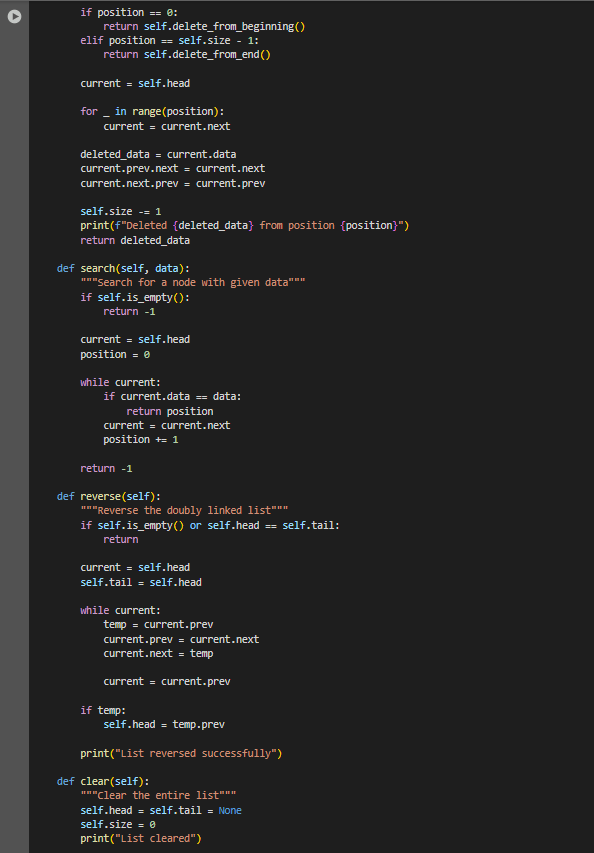 if position == 0:
            return self.delete_from_beginning()
        elif position == self.size - 1:
            return self.delete_from_end()

        current = self.head

        for _ in range(position):
            current = current.next

        deleted_data = current.data
        current.prev.next = current.next
        current.next.prev = current.prev

        self.size -= 1
        print(f"Deleted {deleted_data} from position {position}")
        return deleted_data

    def search(self, data):
        """Search for a node with given data"""
        if self.is_empty():
            return -1

        current = self.head
        position = 0

        while current:
            if current.data == data:
                return position
            current = current.next
            position += 1

        return -1

    def reverse(self):
        """Reverse the doubly linked list"""
        if self.is_empty() or self.head == self.tail:
            return

        current = self.head
        self.tail = self.head

        while current:
            temp = current.prev
            current.prev = current.next
            current.next = temp

            current = current.prev

        if temp:
            self.head = temp.prev

        print("List reversed successfully")

    def clear(self):
        """Clear the entire list"""
        self.head = self.tail = None
        self.size = 0
        print("List cleared")